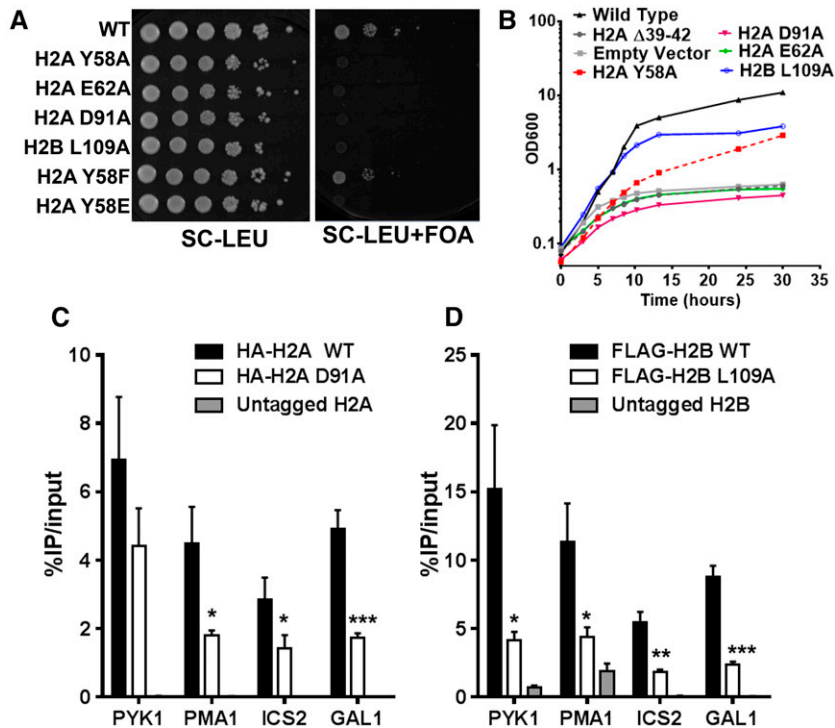 A
WT
H2A Y58A
H2A E62A
H2A D91A
H2B L109A
H2A Y58F
H2A Y58E
SC-LEU
SC-LEU+FOA
B
Wild Type
H2A Δ39-42
Empty Vector
H2A Y58A
H2A D91A
H2A E62A
H2B L109A
OD600
100
10
1
0.1
0 5 10 15 20 25 30 35
Time (hours)
C
HA-H2A WT
HA-H2A D91A
Untagged H2A
%IP/input
10
8
6
4
2
0
* * ***
PYK1 PMA1 ICS2 GAL1
D
FLAG-H2B WT
FLAG-H2B L109A
Untagged H2B
%IP/input
25
20
15
10
5
0
* * ** ***
PYK1 PMA1 ICS2 GAL1